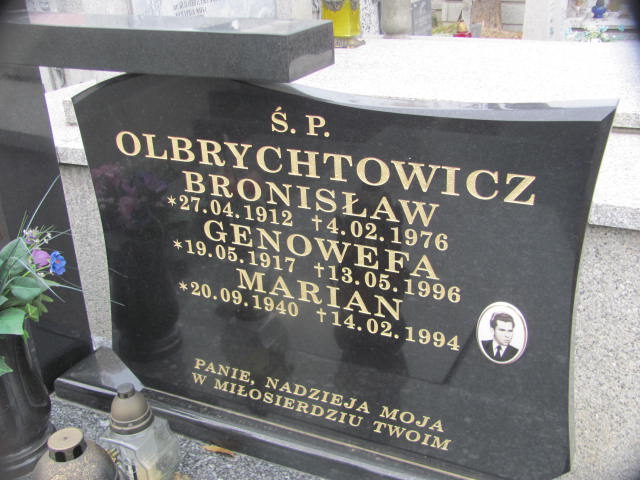 Ś. P.
OLBRYCHTOWICZ
BRONISŁAW
*27.04.1912 †4.02.1976
GENOWEFA
*19.05.1917 †13.05.1996
MARIAN
*20.09.1940 †14.02.1994
PANIE, NADZIEJA MOJA
W MIŁOSIERDZIU TWOIM